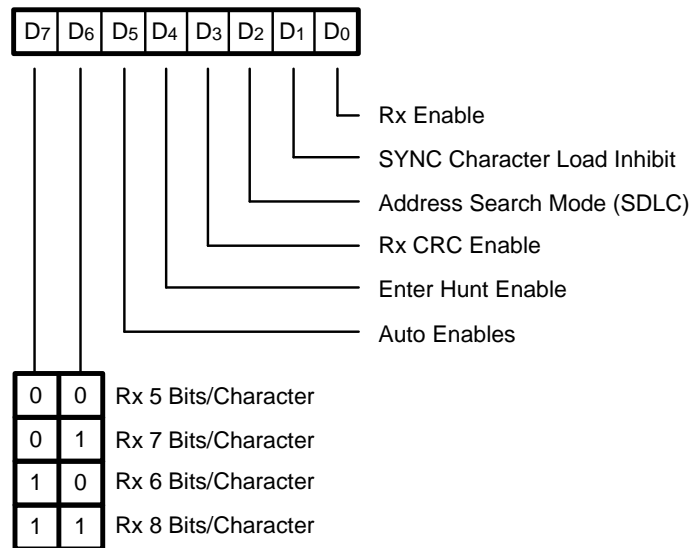 D7 D6 D5 D4 D3 D2 D1 D0
Rx Enable
SYNC Character Load Inhibit
Address Search Mode (SDLC)
Rx CRC Enable
Enter Hunt Enable
Auto Enables
0 0 Rx 5 Bits/Character
0 1 Rx 7 Bits/Character
1 0 Rx 6 Bits/Character
1 1 Rx 8 Bits/Character